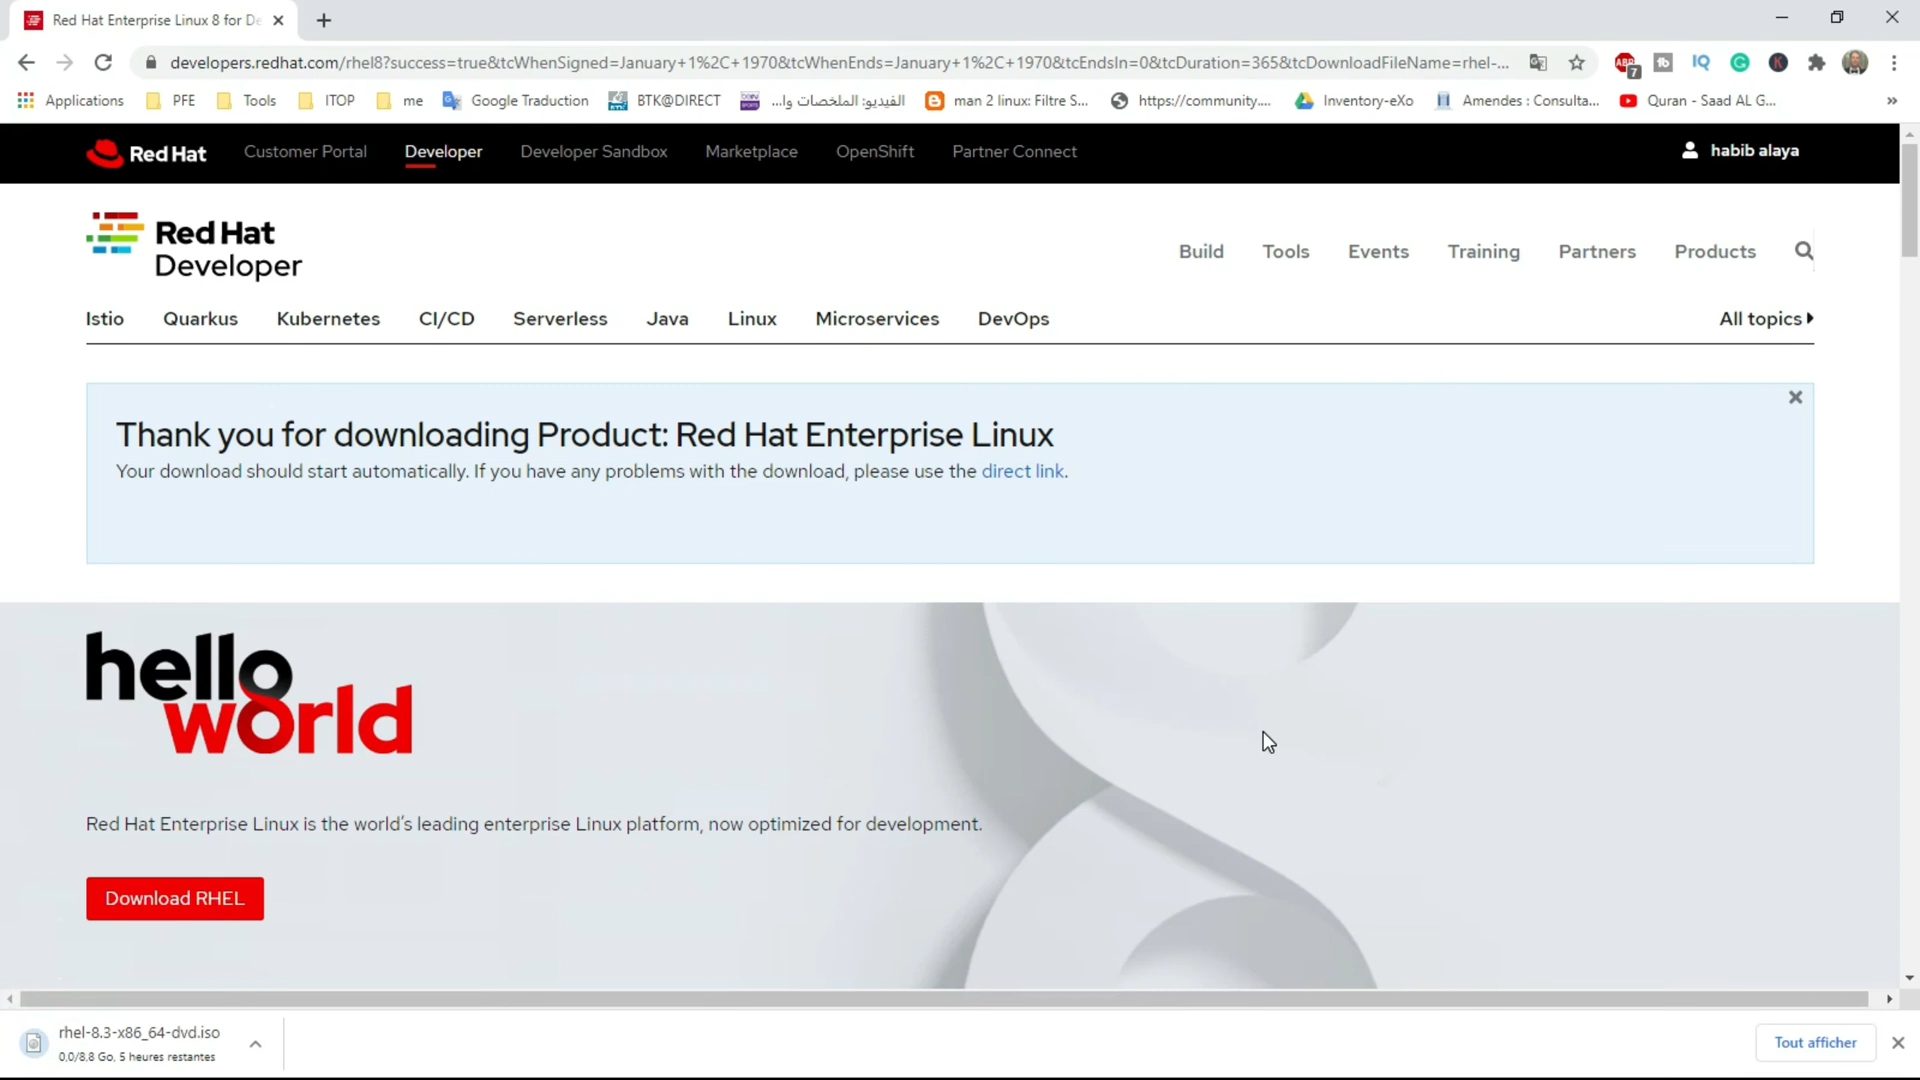 Red Hat Enterprise Linux 8 for De
developers.redhat.com/rhel8?success=true&tcWhenSigned=January+1%2C+1970&tcWhenEnds=January+1%2C+1970&tcEndsIn=0&tcDuration=365&tcDownloadFileName=rhel-...
ABP 7 tb IQ G K
Applications PFE Tools ITOP me Google Traduction BTK@DIRECT الفيديو: الملخصات وا... man 2 linux: Filtre S... https://community.... Inventory-eXo Amendes : Consulta... Quran - Saad AL G... »
Red Hat Customer Portal Developer Developer Sandbox Marketplace OpenShift Partner Connect habib alaya
Red Hat
Developer
Build Tools Events Training Partners Products
Istio Quarkus Kubernetes CI/CD Serverless Java Linux Microservices DevOps All topics
Thank you for downloading Product: Red Hat Enterprise Linux
Your download should start automatically. If you have any problems with the download, please use the direct link.
hello
world
Red Hat Enterprise Linux is the world's leading enterprise Linux platform, now optimized for development.
Download RHEL
rhel-8.3-x86_64-dvd.iso
0,0/8,8 Go, 5 heures restantes
Tout afficher